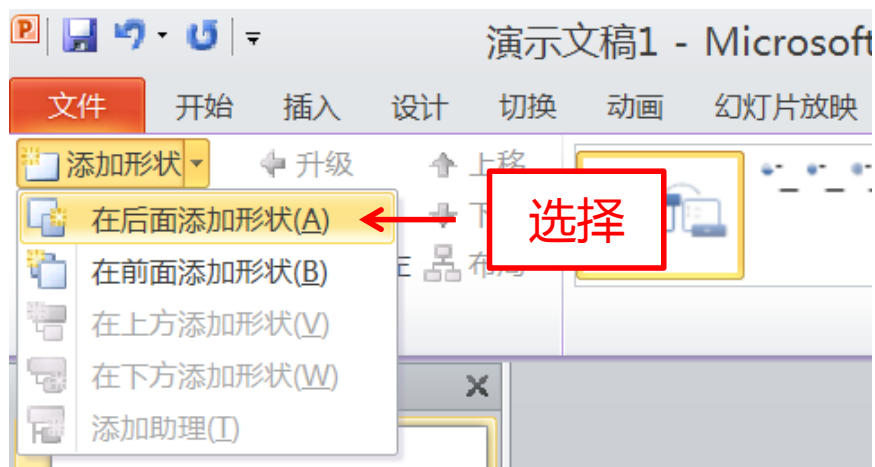 演示文稿1 - Microsoft
文件 开始 插入 设计 切换 动画 幻灯片放映
添加形状 升级 上移
在后面添加形状(A)
选择
在前面添加形状(B)
布局
在上方添加形状(V)
在下方添加形状(W)
添加助理(T)